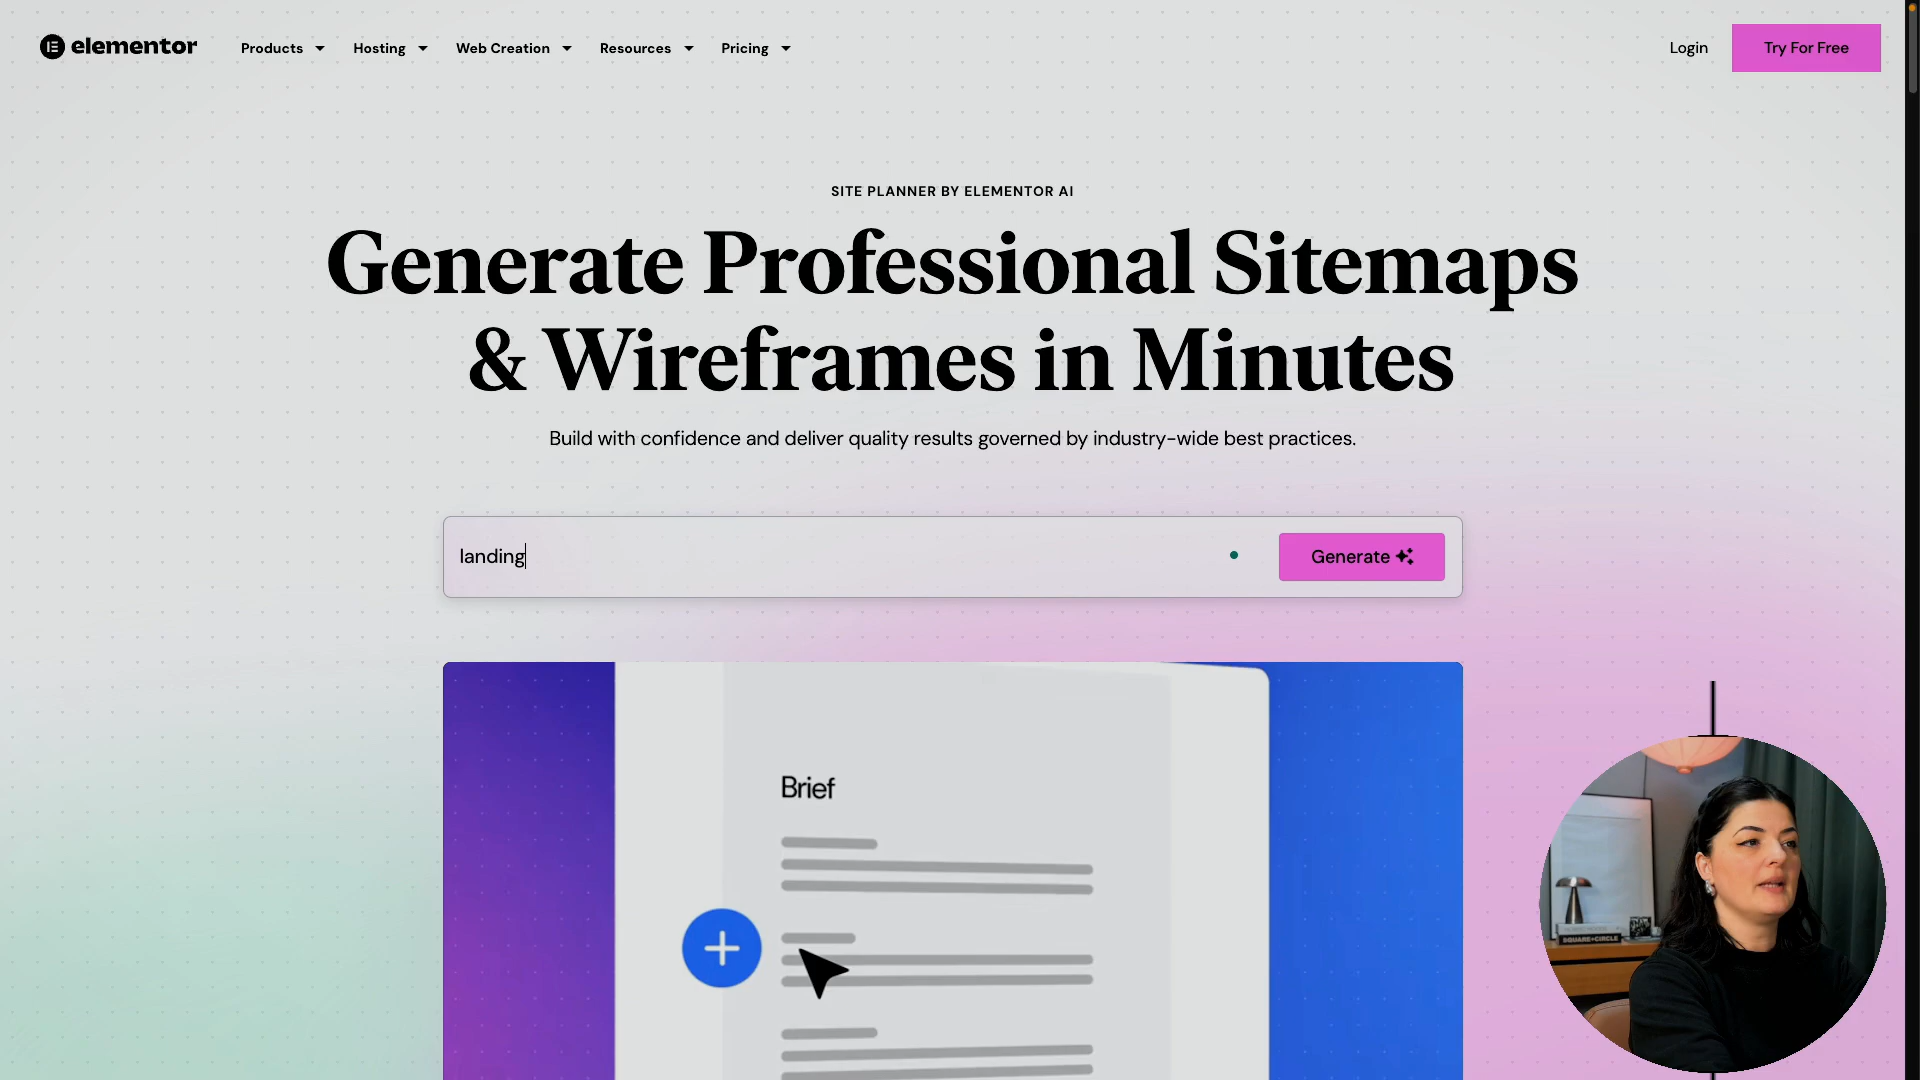 elementor
Products
Hosting
Web Creation
Resources
Pricing
Login
Try For Free
SITE PLANNER BY ELEMENTOR AI
Generate Professional Sitemaps
& Wireframes in Minutes
Build with confidence and deliver quality results governed by industry-wide best practices.
landing
Generate
Brief
SQUARE+CIRCLE